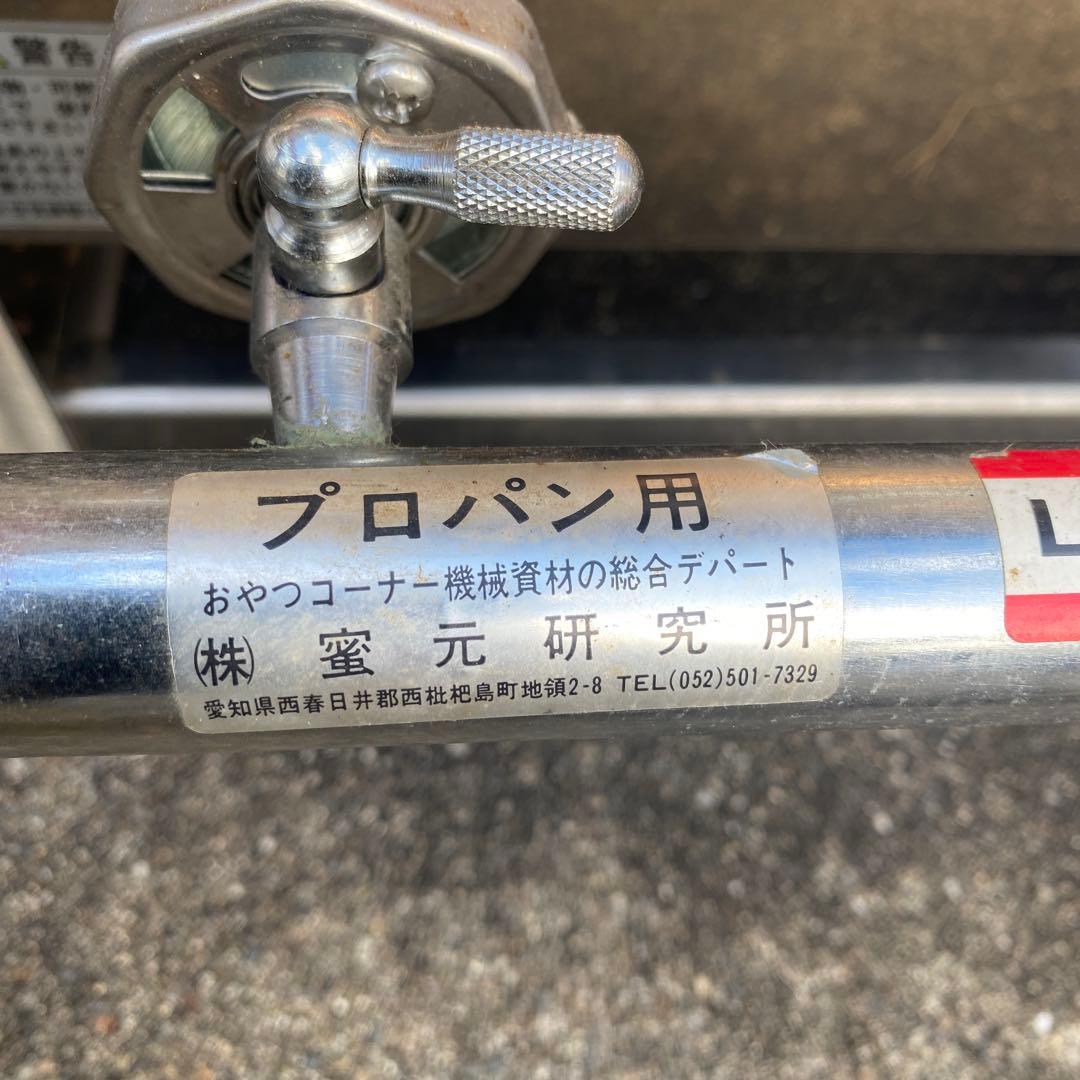 警告
プロパン用
おやつコーナー機械資材の総合デパート
㈱ 蜜元研究所
愛知県西春日井郡西枇杷島町地領2-8 TEL(052)501-7329
L